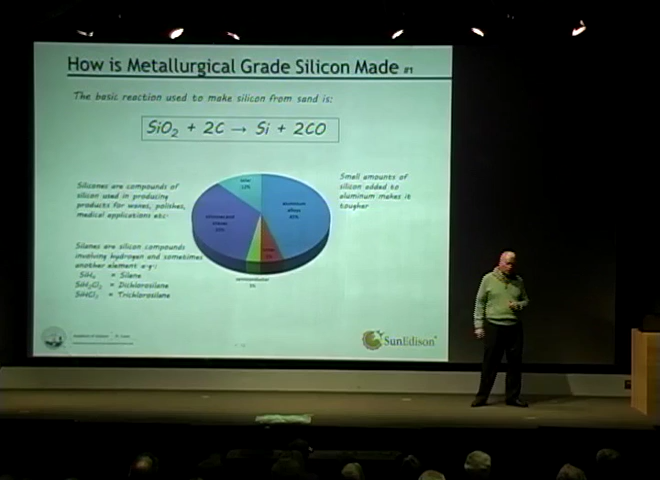 How is Metallurgical Grade Silicon Made #1
The basic reaction used to make silicon from sand is:
SiO₂ + 2C → Si + 2CO
Silicones are compounds of
silicon used in producing
products for waxes, polishes,
medical applications etc.
Small amounts of
silicon added to
aluminum makes it
tougher
Silanes are silicon compounds
involving hydrogen and sometimes
another element e.g.:
SiH₄ = Silane
SiH₂Cl₂ = Dichlorosilane
SiHCl₃ = Trichlorosilane
SunEdison